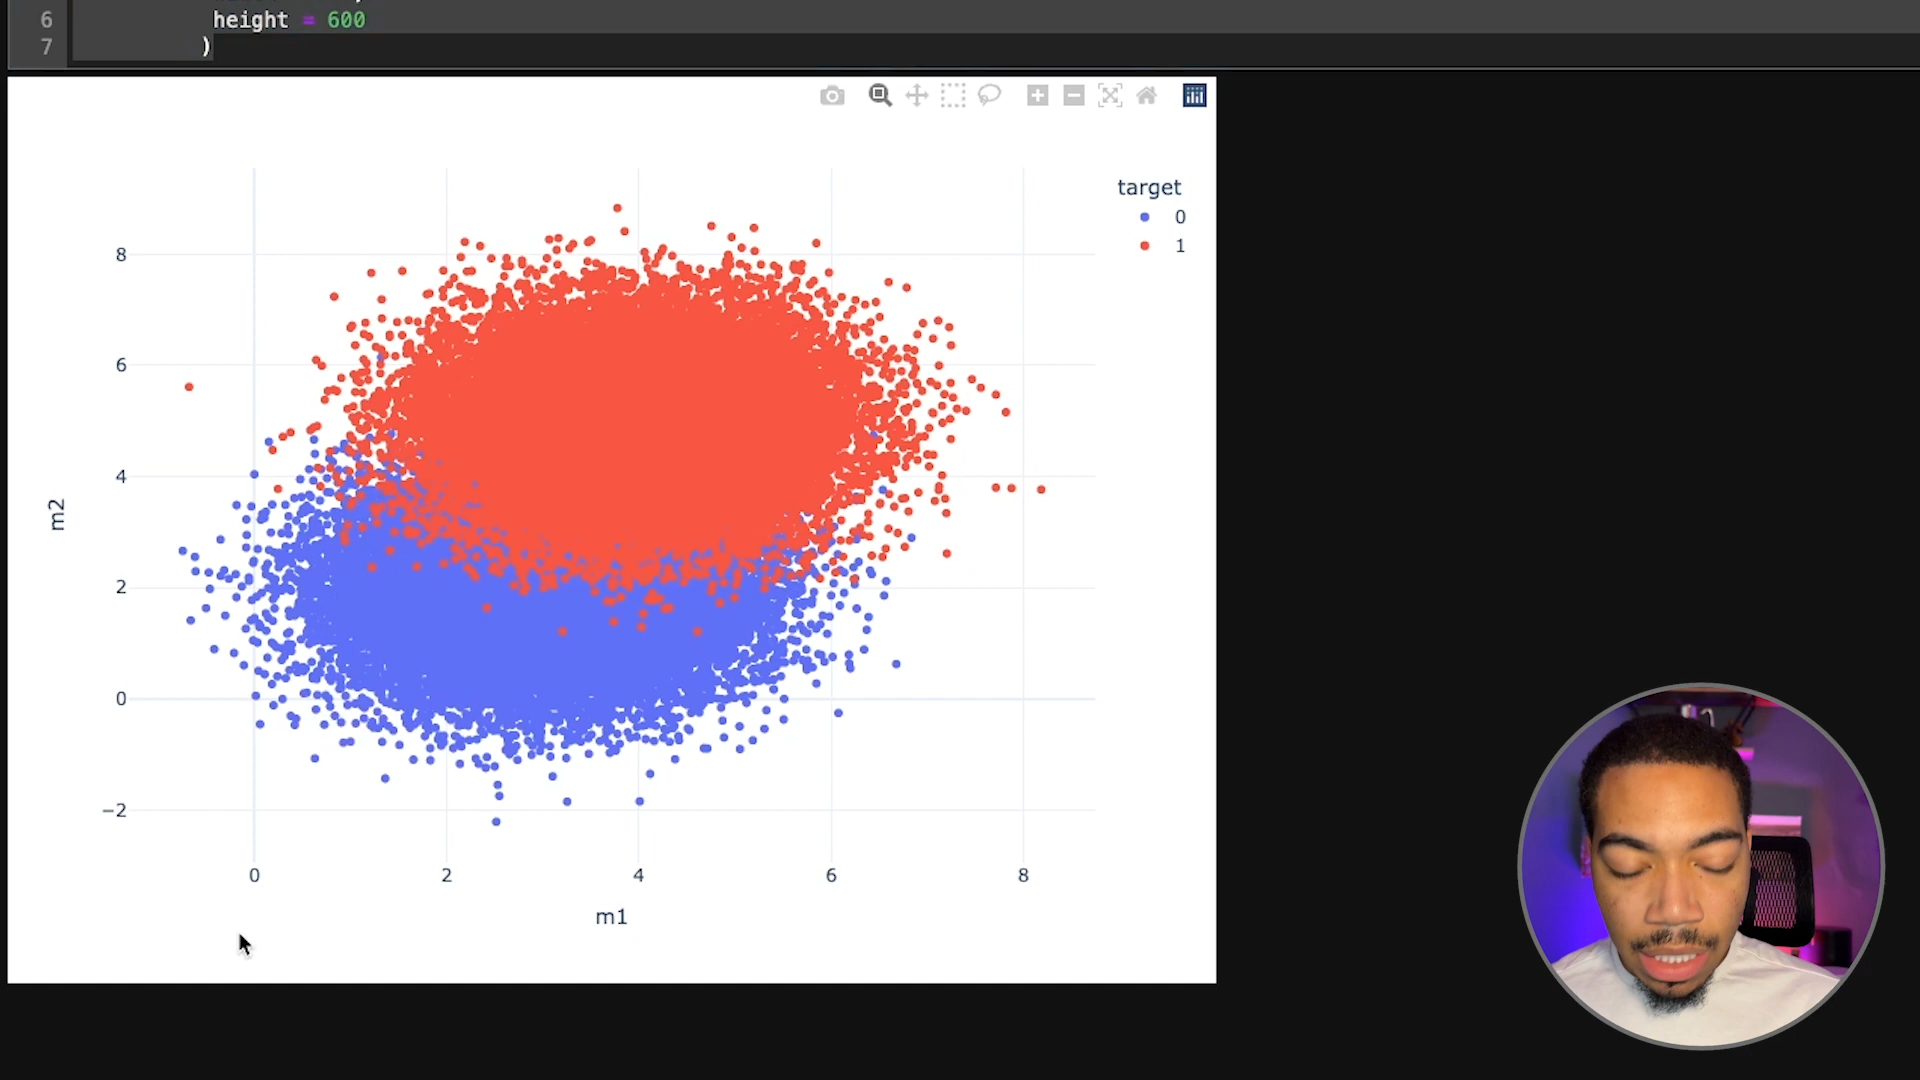 6 height = 600
7 )
target
0
1
8
6
4
2
0
−2
m2
0 2 4 6 8
m1